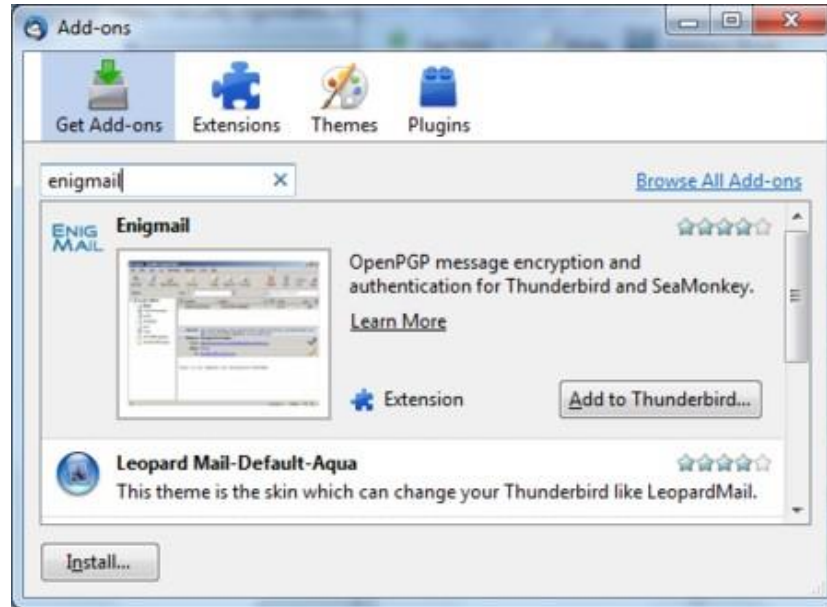 Add-ons
Get Add-ons Extensions Themes Plugins
enigmail
Browse All Add-ons
ENIG
MAIL
Enigmail
OpenPGP message encryption and
authentication for Thunderbird and SeaMonkey.
Learn More
Extension
Add to Thunderbird...
Leopard Mail-Default-Aqua
This theme is the skin which can change your Thunderbird like LeopardMail.
Install...